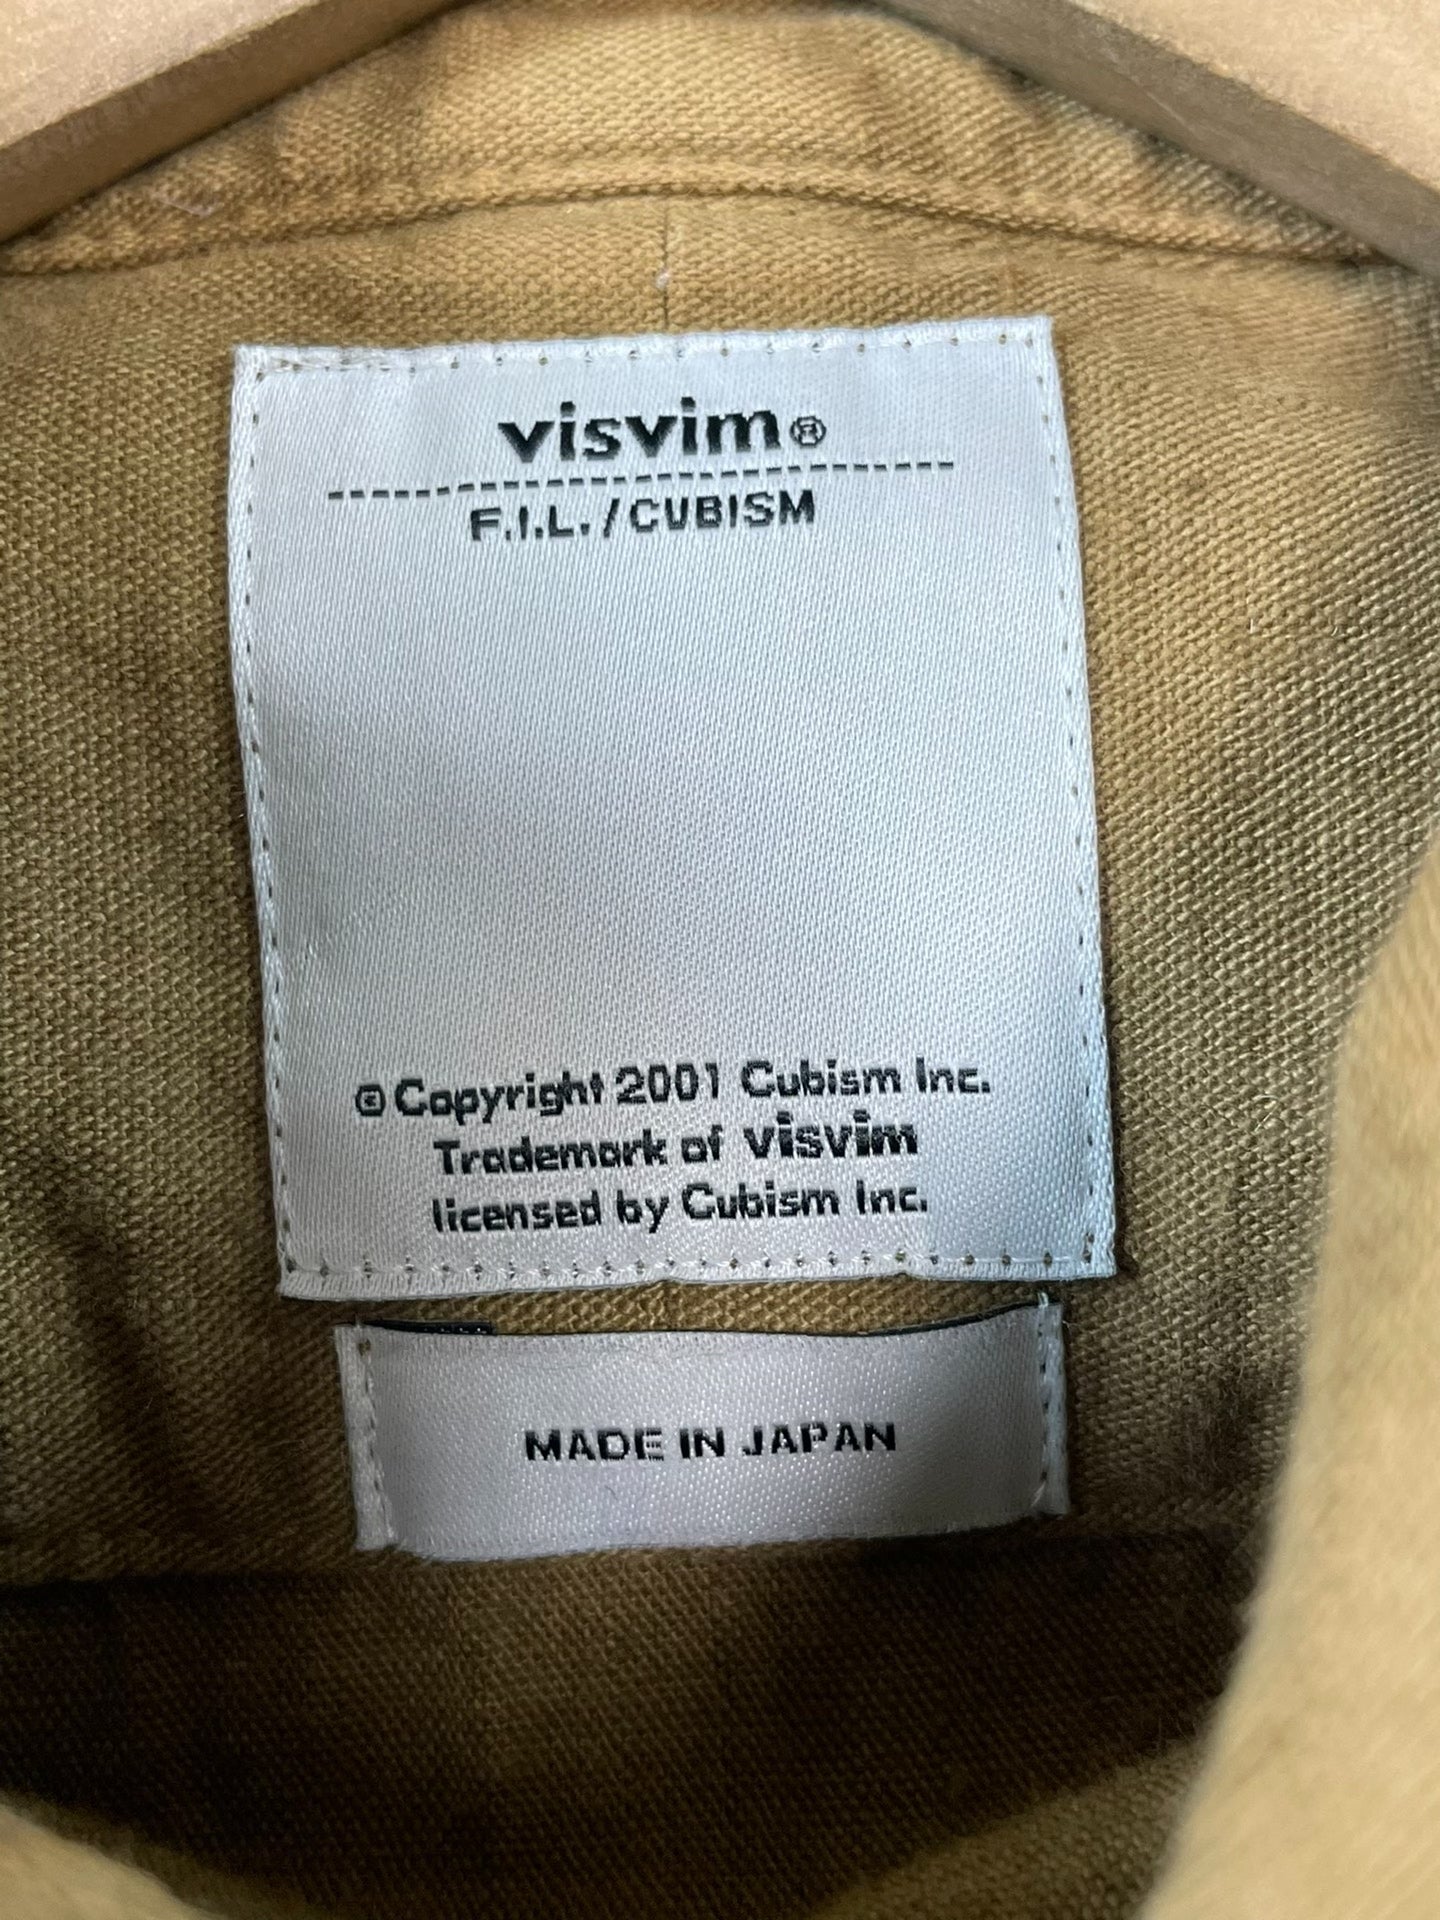 visvim®
F.I.L./CUBISM
©Copyright 2001 Cubism Inc.
Trademark of visvim
licensed by Cubism Inc.
MADE IN JAPAN